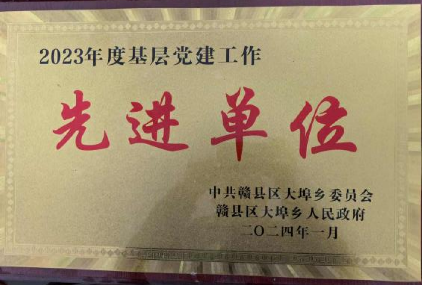 2023年度基层党建工作
先进单位
中共赣县区大埠乡委员会
赣县区大埠乡人民政府
二〇二四年一月